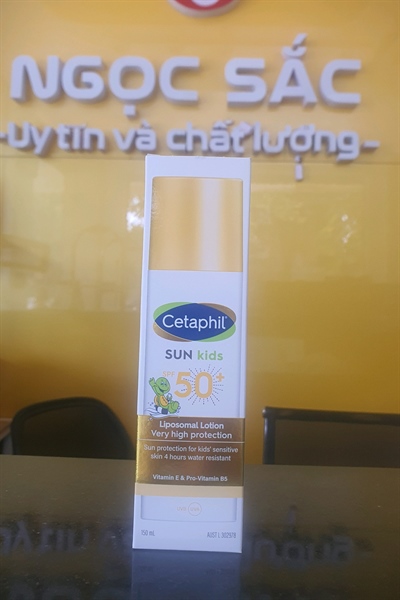 NGỌC SẮC
-Uy tín và chất lượng-
Cetaphil
SUN kids
SPF 50+
Liposomal Lotion
Very high protection
Sun protection for kids' sensitive
skin 4 hours water resistant
Vitamin E & Pro-Vitamin B5
150 mL